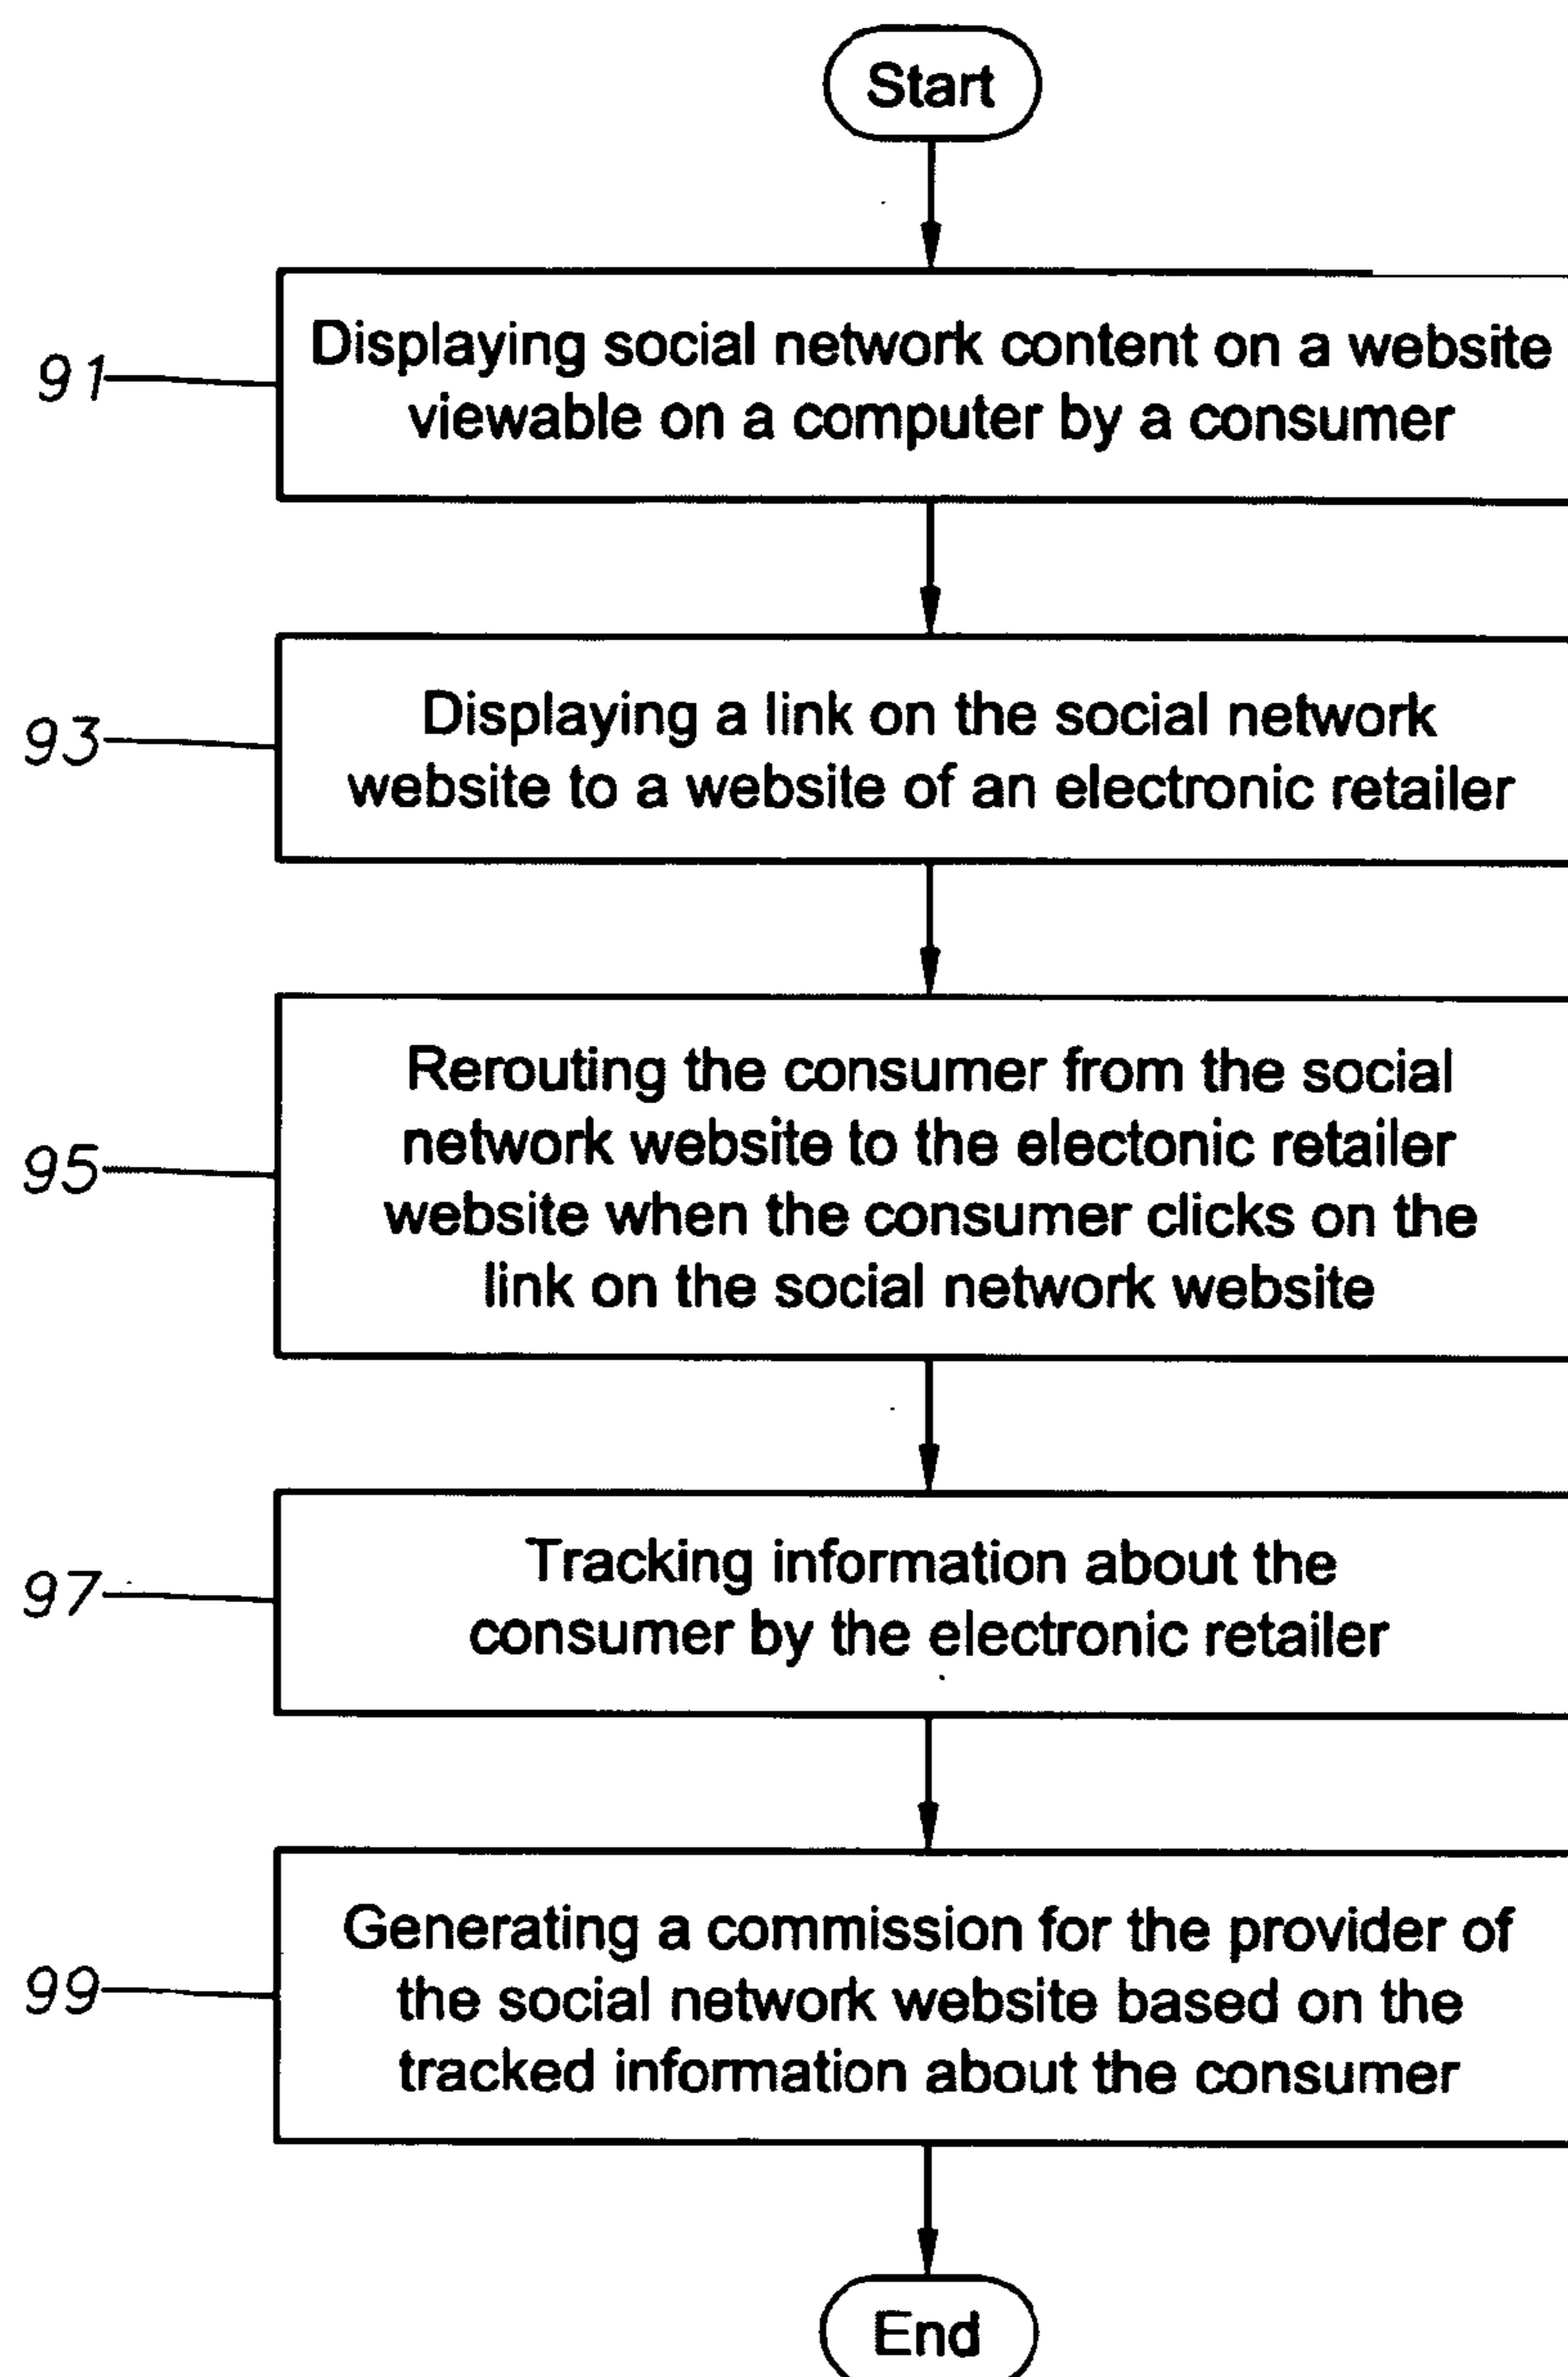 Start
91
Displaying social network content on a website
viewable on a computer by a consumer
93
Displaying a link on the social network
website to a website of an electronic retailer
95
Rerouting the consumer from the social
network website to the electonic retailer
website when the consumer clicks on the
link on the social network website
97
Tracking information about the
consumer by the electronic retailer
99
Generating a commission for the provider of
the social network website based on the
tracked information about the consumer
End